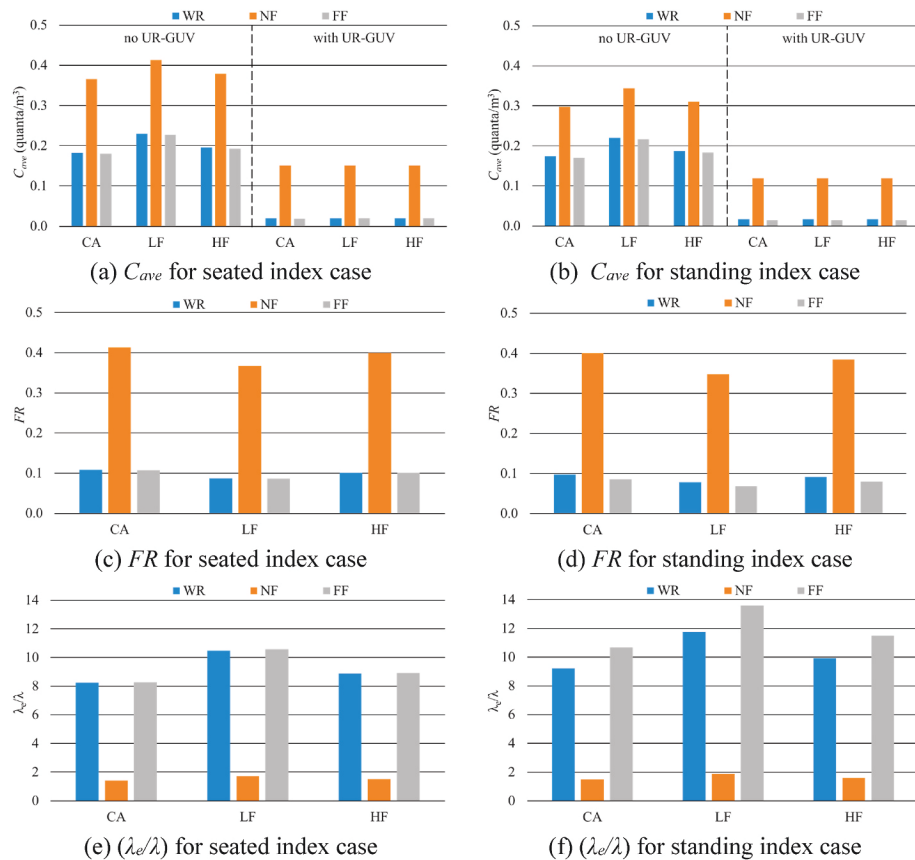 WR NF FF
0.5
no UR-GUV with UR-GUV
0.4
0.3
0.2
0.1
0.0
C_ave (quanta/m³)
CA LF HF CA LF HF
(a) C_ave for seated index case
WR NF FF
0.5
no UR-GUV with UR-GUV
0.4
0.3
0.2
0.1
0.0
C_ave (quanta/m³)
CA LF HF CA LF HF
(b) C_ave for standing index case
WR NF FF
0.5
0.4
0.3
0.2
0.1
0.0
FR
CA LF HF
(c) FR for seated index case
WR NF FF
0.5
0.4
0.3
0.2
0.1
0.0
FR
CA LF HF
(d) FR for standing index case
WR NF FF
14
12
10
8
6
4
2
0
λe/λ
CA LF HF
(e) (λe/λ) for seated index case
WR NF FF
14
12
10
8
6
4
2
0
λe/λ
CA LF HF
(f) (λe/λ) for standing index case